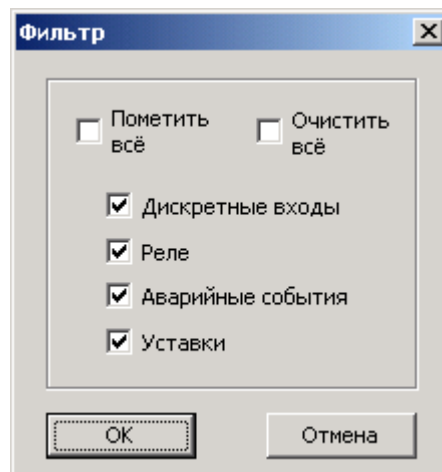 Фильтр
Пометить всё
Очистить всё
Дискретные входы
Реле
Аварийные события
Уставки
OK
Отмена